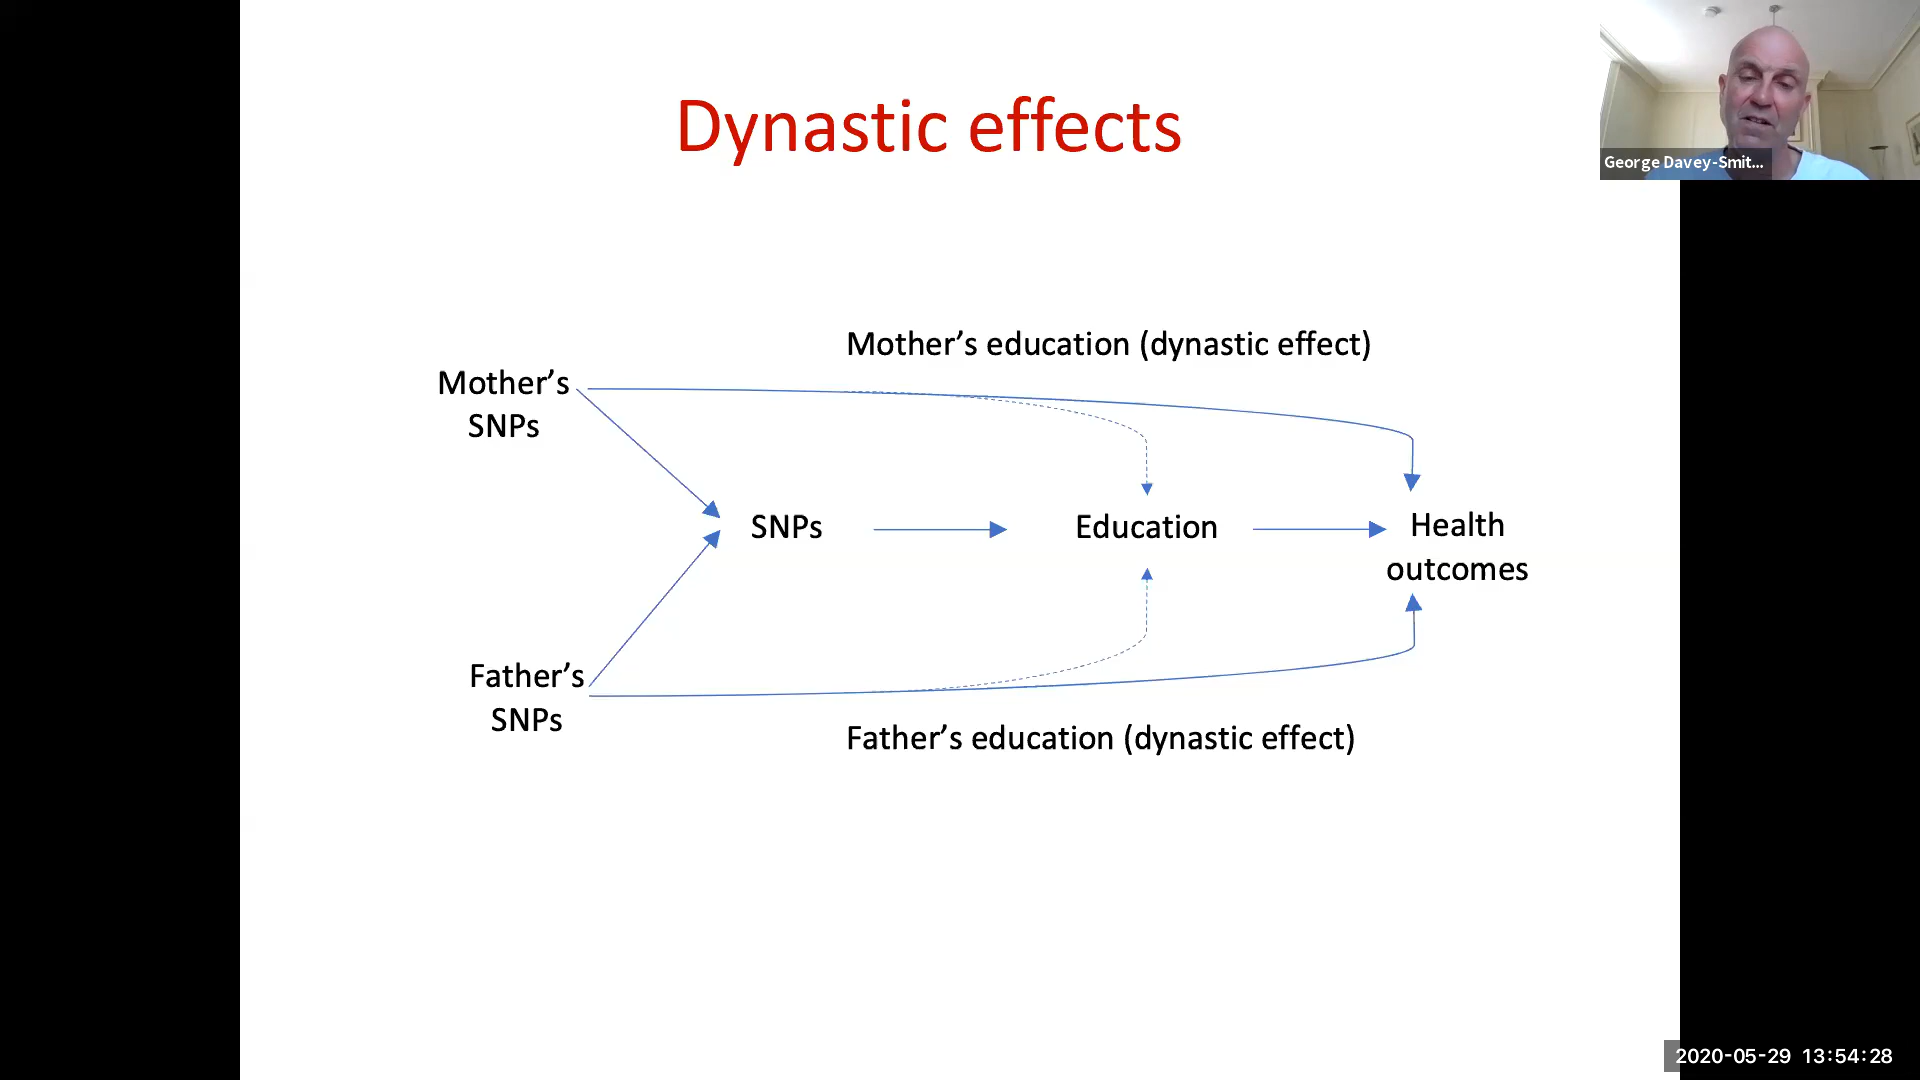 Dynastic effects
George Davey-Smit...
Mother’s education (dynastic effect)
Mother’s
SNPs
SNPs
Education
Health
outcomes
Father’s
SNPs
Father’s education (dynastic effect)
2020-05-29 13:54:28